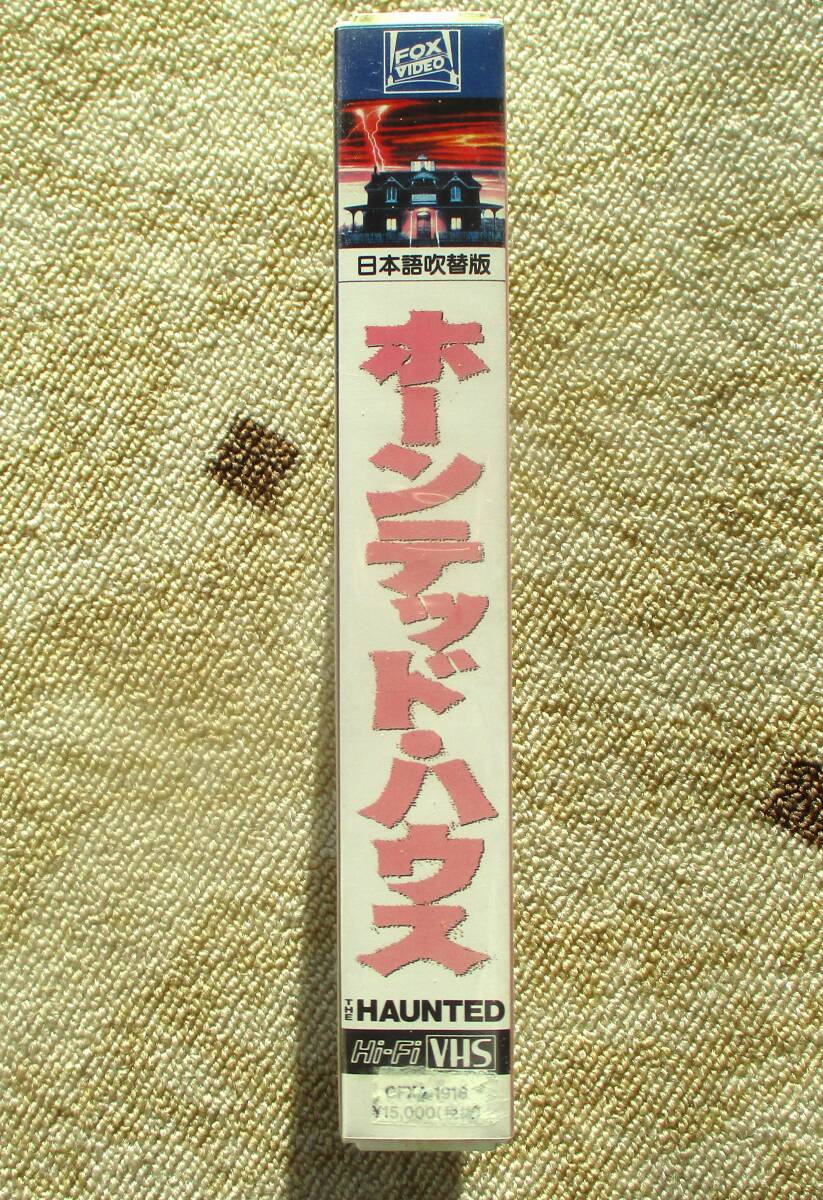 FOX
VIDEO
日本語吹替版
ホーンテッド・ハウス
THE HAUNTED
Hi-Fi VHS
1918
¥15,000